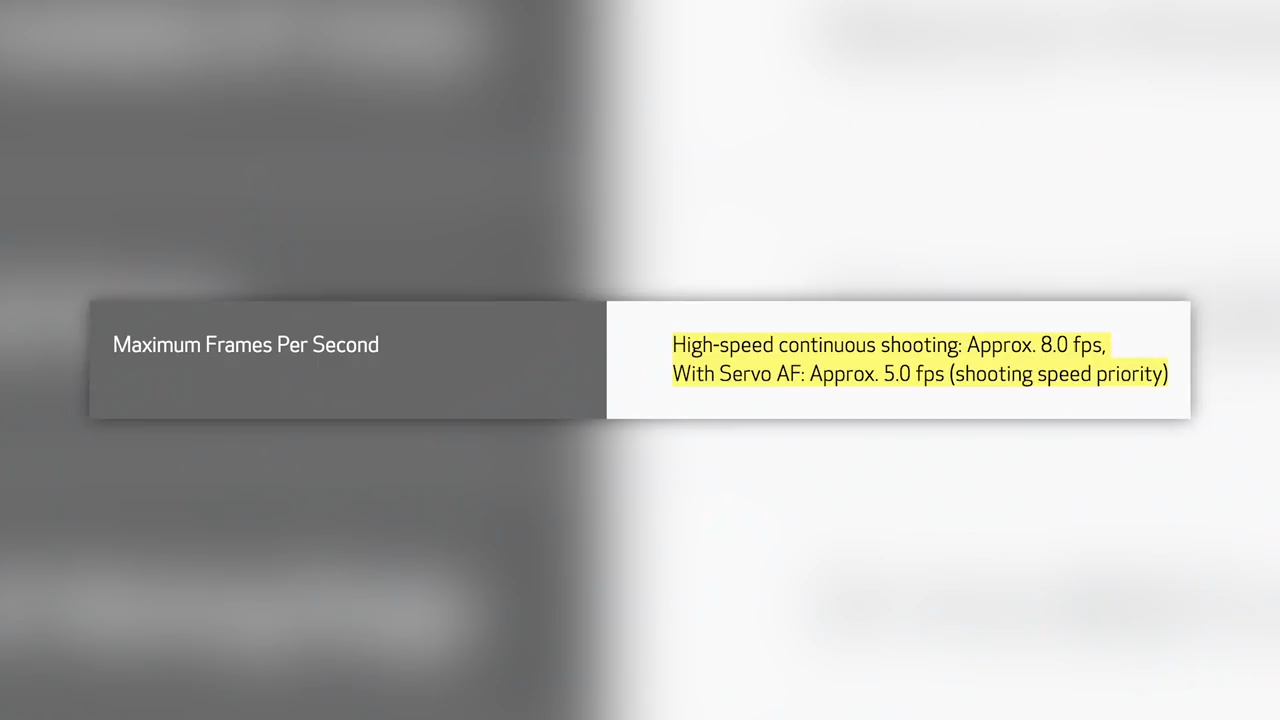 Maximum Frames Per Second
High-speed continuous shooting: Approx. 8.0 fps,
With Servo AF: Approx. 5.0 fps (shooting speed priority)